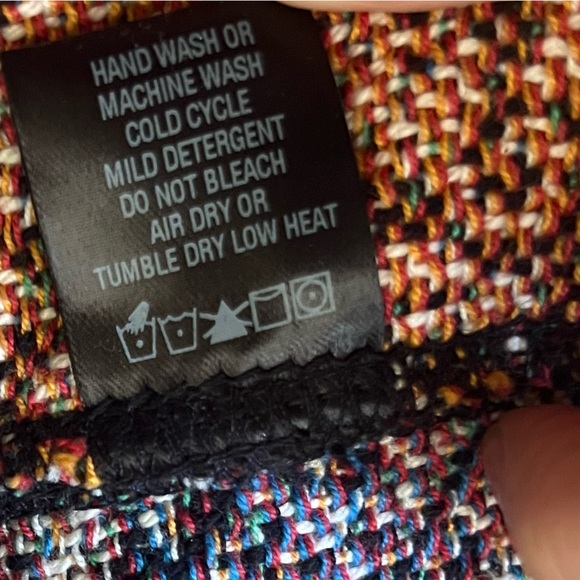 HAND WASH OR
MACHINE WASH
COLD CYCLE
MILD DETERGENT
DO NOT BLEACH
AIR DRY OR
TUMBLE DRY LOW HEAT